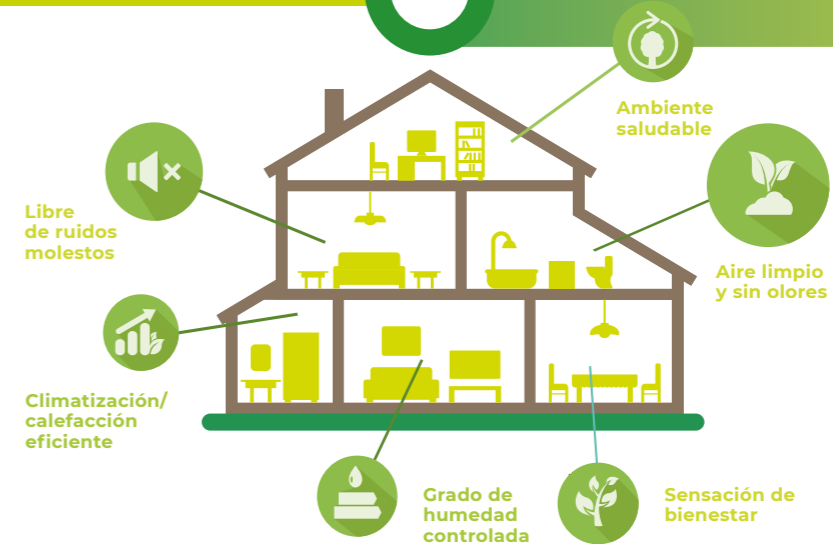 Ambiente
saludable
Libre
de ruidos
molestos
Aire limpio
y sin olores
Climatización/
calefacción
eficiente
Grado de
humedad
controlada
Sensación de
bienestar